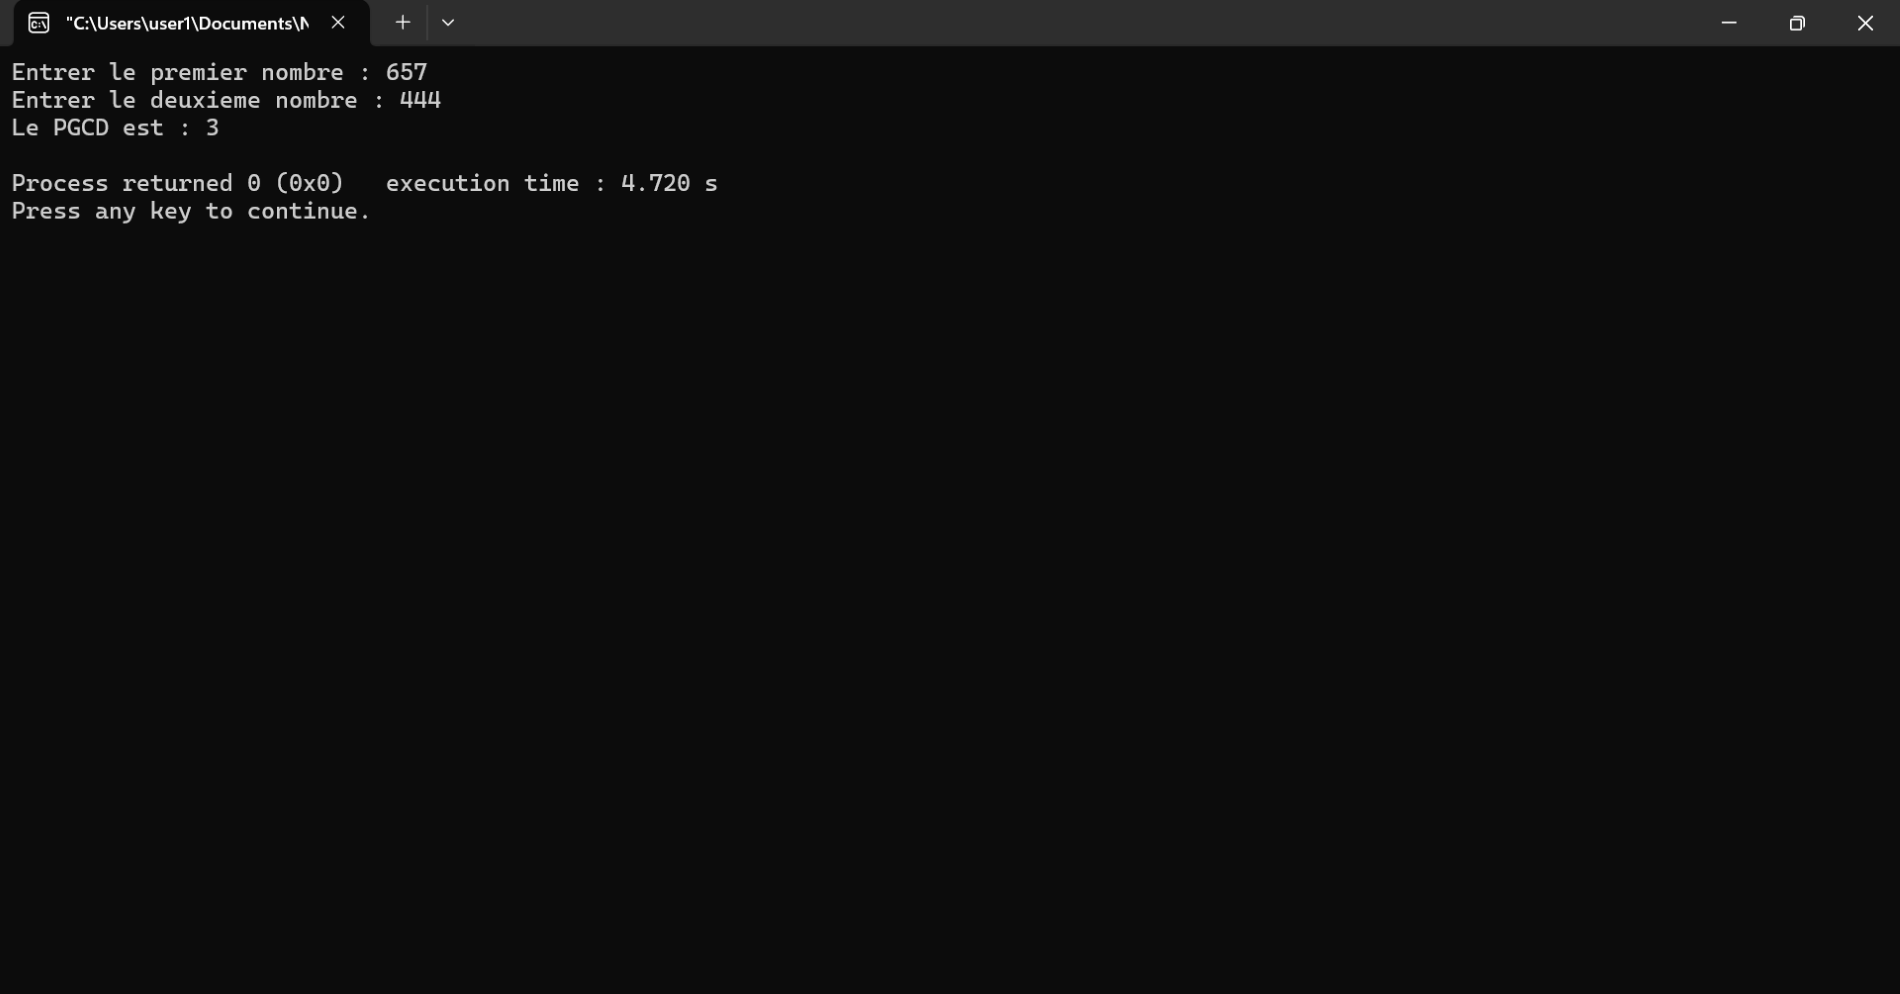 "C:\Users\user1\Documents\
Entrer le premier nombre : 657
Entrer le deuxieme nombre : 444
Le PGCD est : 3
Process returned 0 (0x0)   execution time : 4.720 s
Press any key to continue.